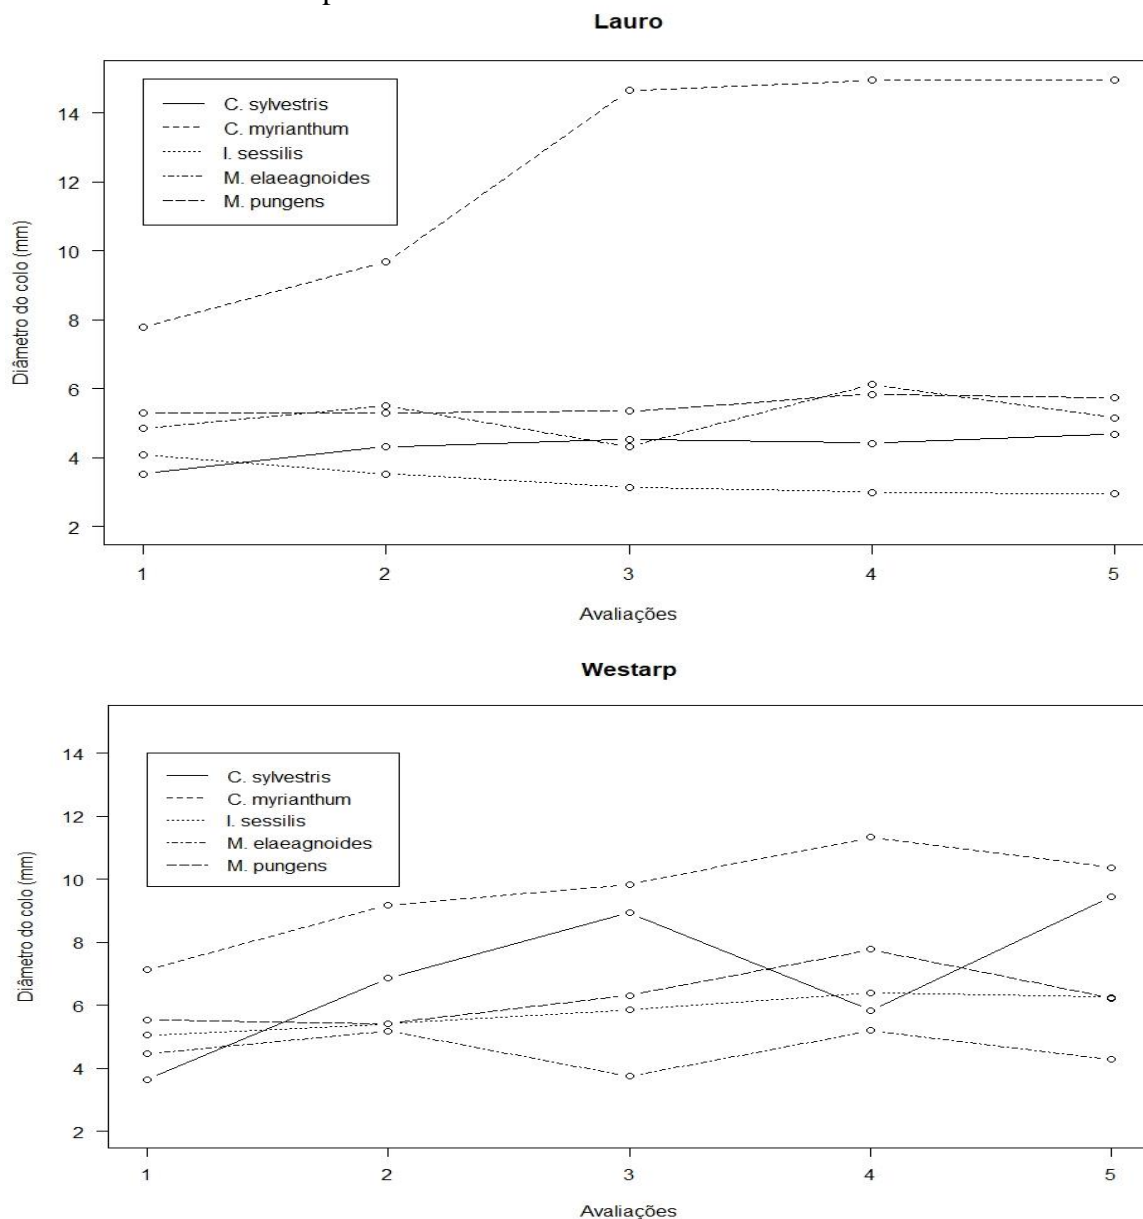 Lauro
14
12
10
8
6
4
2
Diâmetro do colo (mm)
C. sylvestris
C. myrianthum
I. sessilis
M. elaeagnoides
M. pungens
1 2 3 4 5
Avaliações
Westarp
14
12
10
8
6
4
2
Diâmetro do colo (mm)
C. sylvestris
C. myrianthum
I. sessilis
M. elaeagnoides
M. pungens
1 2 3 4 5
Avaliações